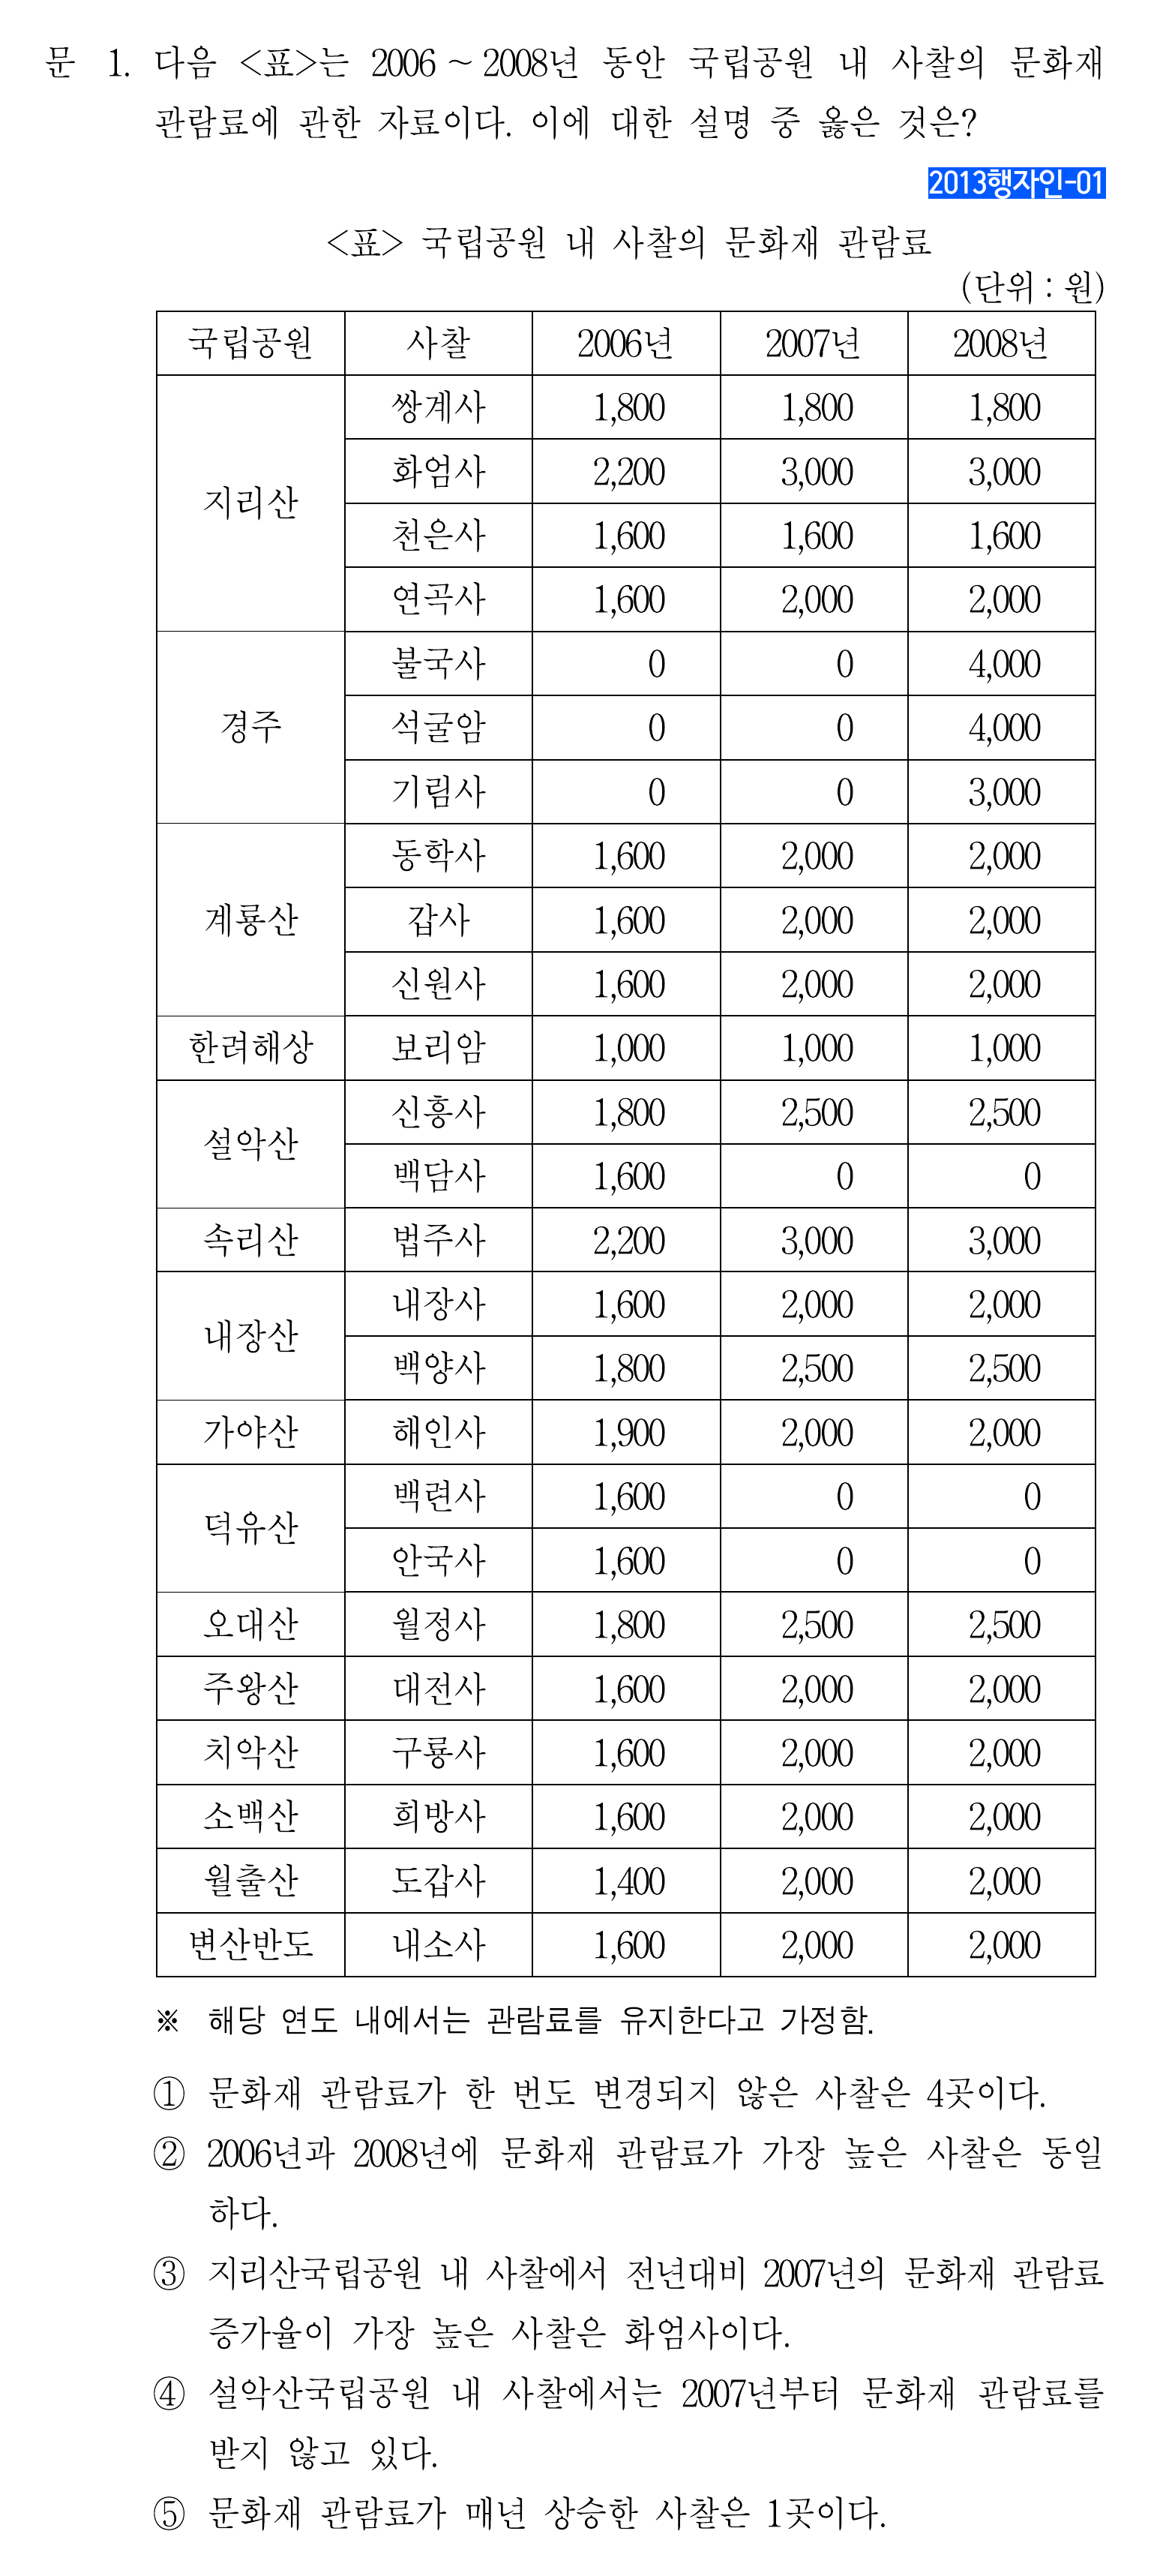 문 1. 다음 <표>는 2006 ~ 2008년 동안 국립공원 내 사찰의 문화재
관람료에 관한 자료이다. 이에 대한 설명 중 옳은 것은?
2013행자인-01
<표> 국립공원 내 사찰의 문화재 관람료
(단위 : 원)
국립공원 사찰 2006년 2007년 2008년
지리산 쌍계사 1,800 1,800 1,800
화엄사 2,200 3,000 3,000
천은사 1,600 1,600 1,600
연곡사 1,600 2,000 2,000
경주 불국사 0 0 4,000
석굴암 0 0 4,000
기림사 0 0 3,000
계룡산 동학사 1,600 2,000 2,000
갑사 1,600 2,000 2,000
신원사 1,600 2,000 2,000
한려해상 보리암 1,000 1,000 1,000
설악산 신흥사 1,800 2,500 2,500
백담사 1,600 0 0
속리산 법주사 2,200 3,000 3,000
내장산 내장사 1,600 2,000 2,000
백양사 1,800 2,500 2,500
가야산 해인사 1,900 2,000 2,000
덕유산 백련사 1,600 0 0
안국사 1,600 0 0
오대산 월정사 1,800 2,500 2,500
주왕산 대전사 1,600 2,000 2,000
치악산 구룡사 1,600 2,000 2,000
소백산 희방사 1,600 2,000 2,000
월출산 도갑사 1,400 2,000 2,000
변산반도 내소사 1,600 2,000 2,000
※ 해당 연도 내에서는 관람료를 유지한다고 가정함.
① 문화재 관람료가 한 번도 변경되지 않은 사찰은 4곳이다.
② 2006년과 2008년에 문화재 관람료가 가장 높은 사찰은 동일
하다.
③ 지리산국립공원 내 사찰에서 전년대비 2007년의 문화재 관람료
증가율이 가장 높은 사찰은 화엄사이다.
④ 설악산국립공원 내 사찰에서는 2007년부터 문화재 관람료를
받지 않고 있다.
⑤ 문화재 관람료가 매년 상승한 사찰은 1곳이다.